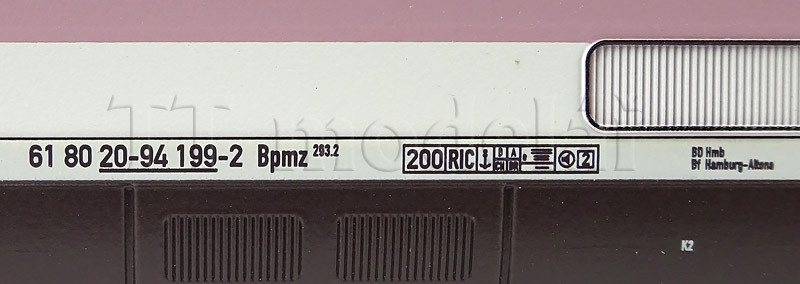 TT modelář
61 80 20-94 199-2 Bpmz 293.2
200 RIC D A CH DK 2
BD Hmb
Bf Hamburg-Altona
K2